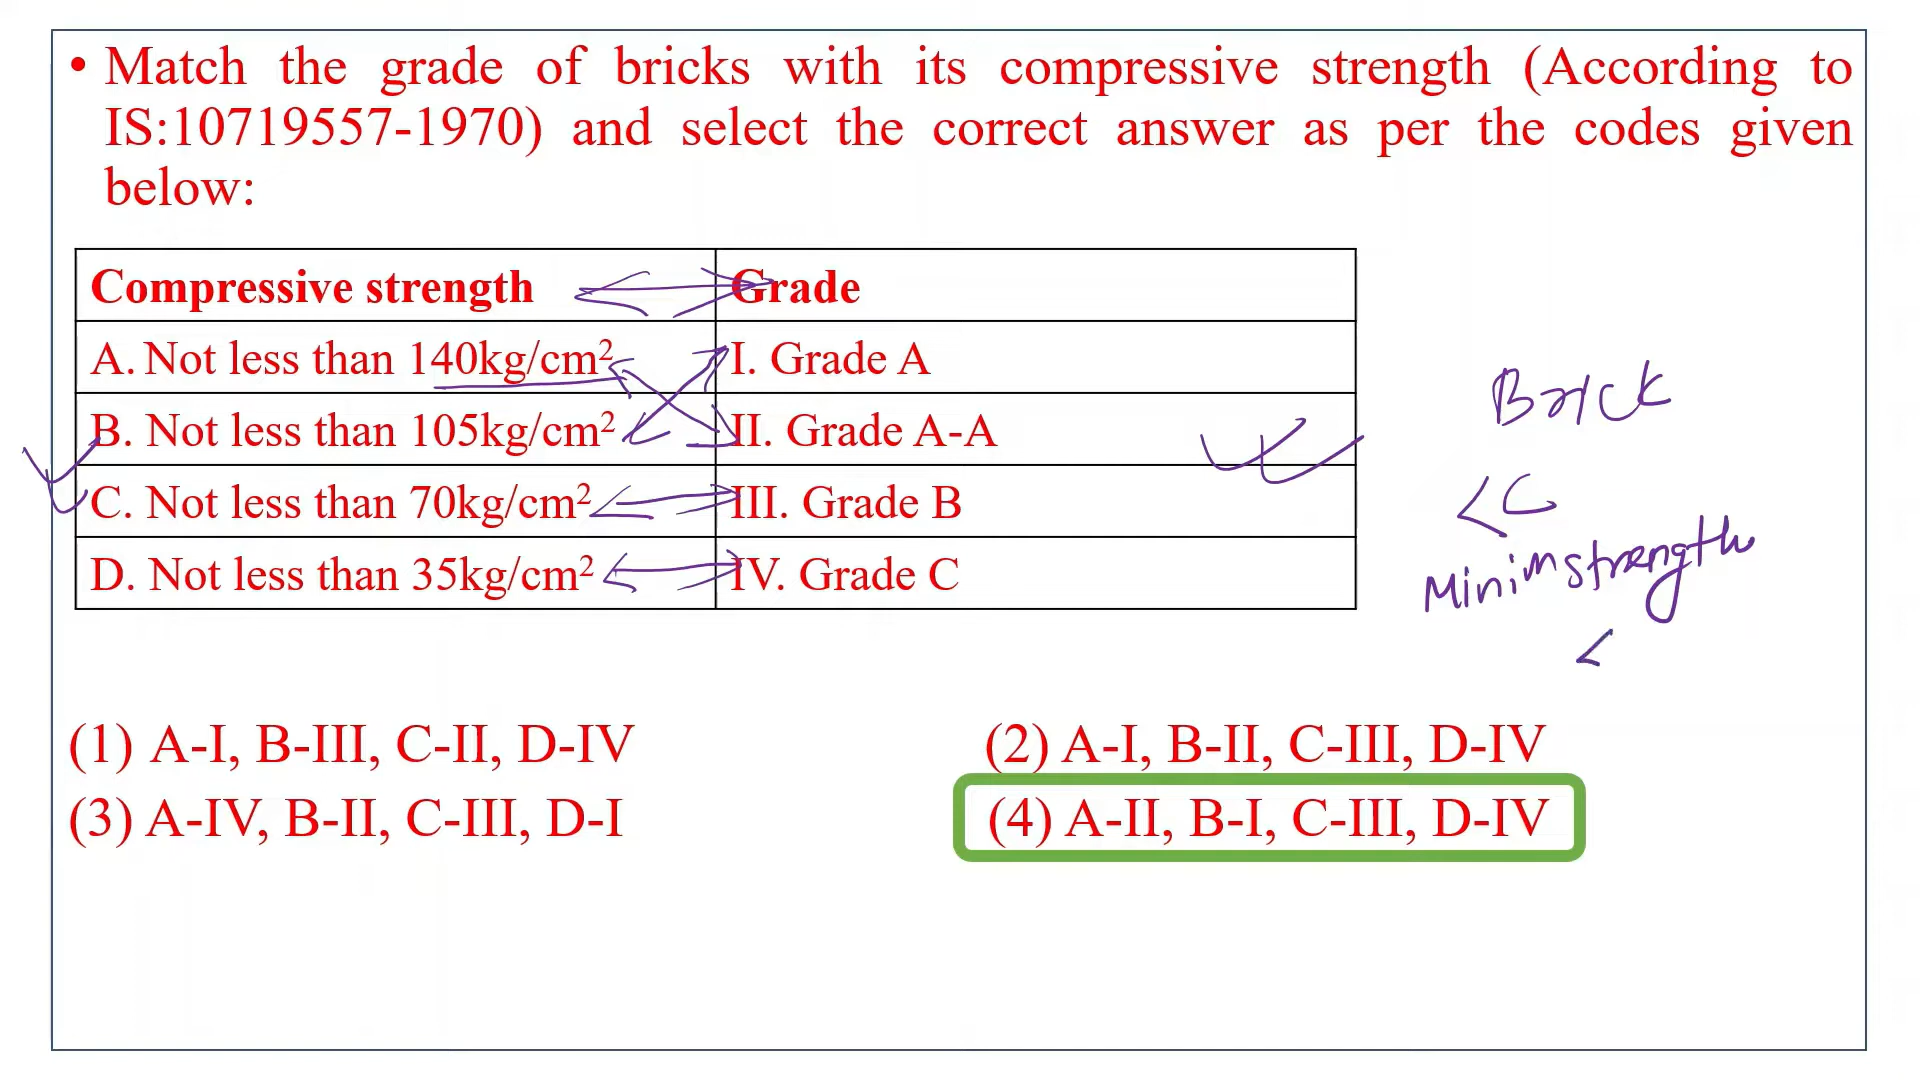 • Match the grade of bricks with its compressive strength (According to
IS:10719557-1970) and select the correct answer as per the codes given
below:
Compressive strength Grade
A. Not less than 140kg/cm² I. Grade A
B. Not less than 105kg/cm² II. Grade A-A
C. Not less than 70kg/cm² III. Grade B
D. Not less than 35kg/cm² IV. Grade C
Brick
< C
Minimstrength
<
(1) A-I, B-III, C-II, D-IV (2) A-I, B-II, C-III, D-IV
(3) A-IV, B-II, C-III, D-I (4) A-II, B-I, C-III, D-IV